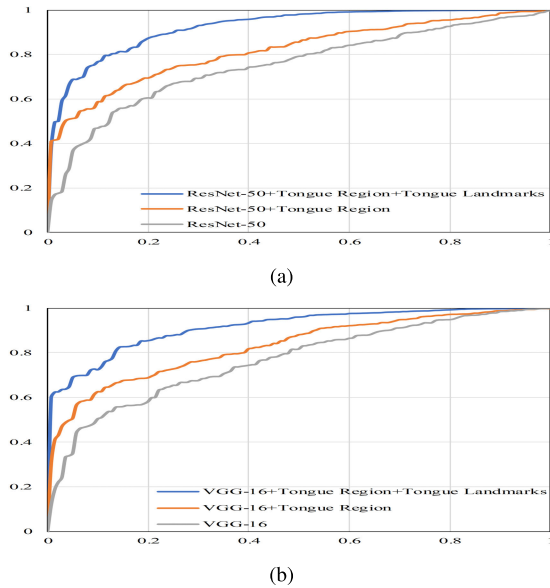 1
0.8
0.6
0.4
0.2
0
ResNet-50+Tongue Region+Tongue Landmarks
ResNet-50+Tongue Region
ResNet-50
0 0.2 0.4 0.6 0.8 1
(a)
1
0.8
0.6
0.4
0.2
0
VGG-16+Tongue Region+Tongue Landmarks
VGG-16+Tongue Region
VGG-16
0 0.2 0.4 0.6 0.8 1
(b)